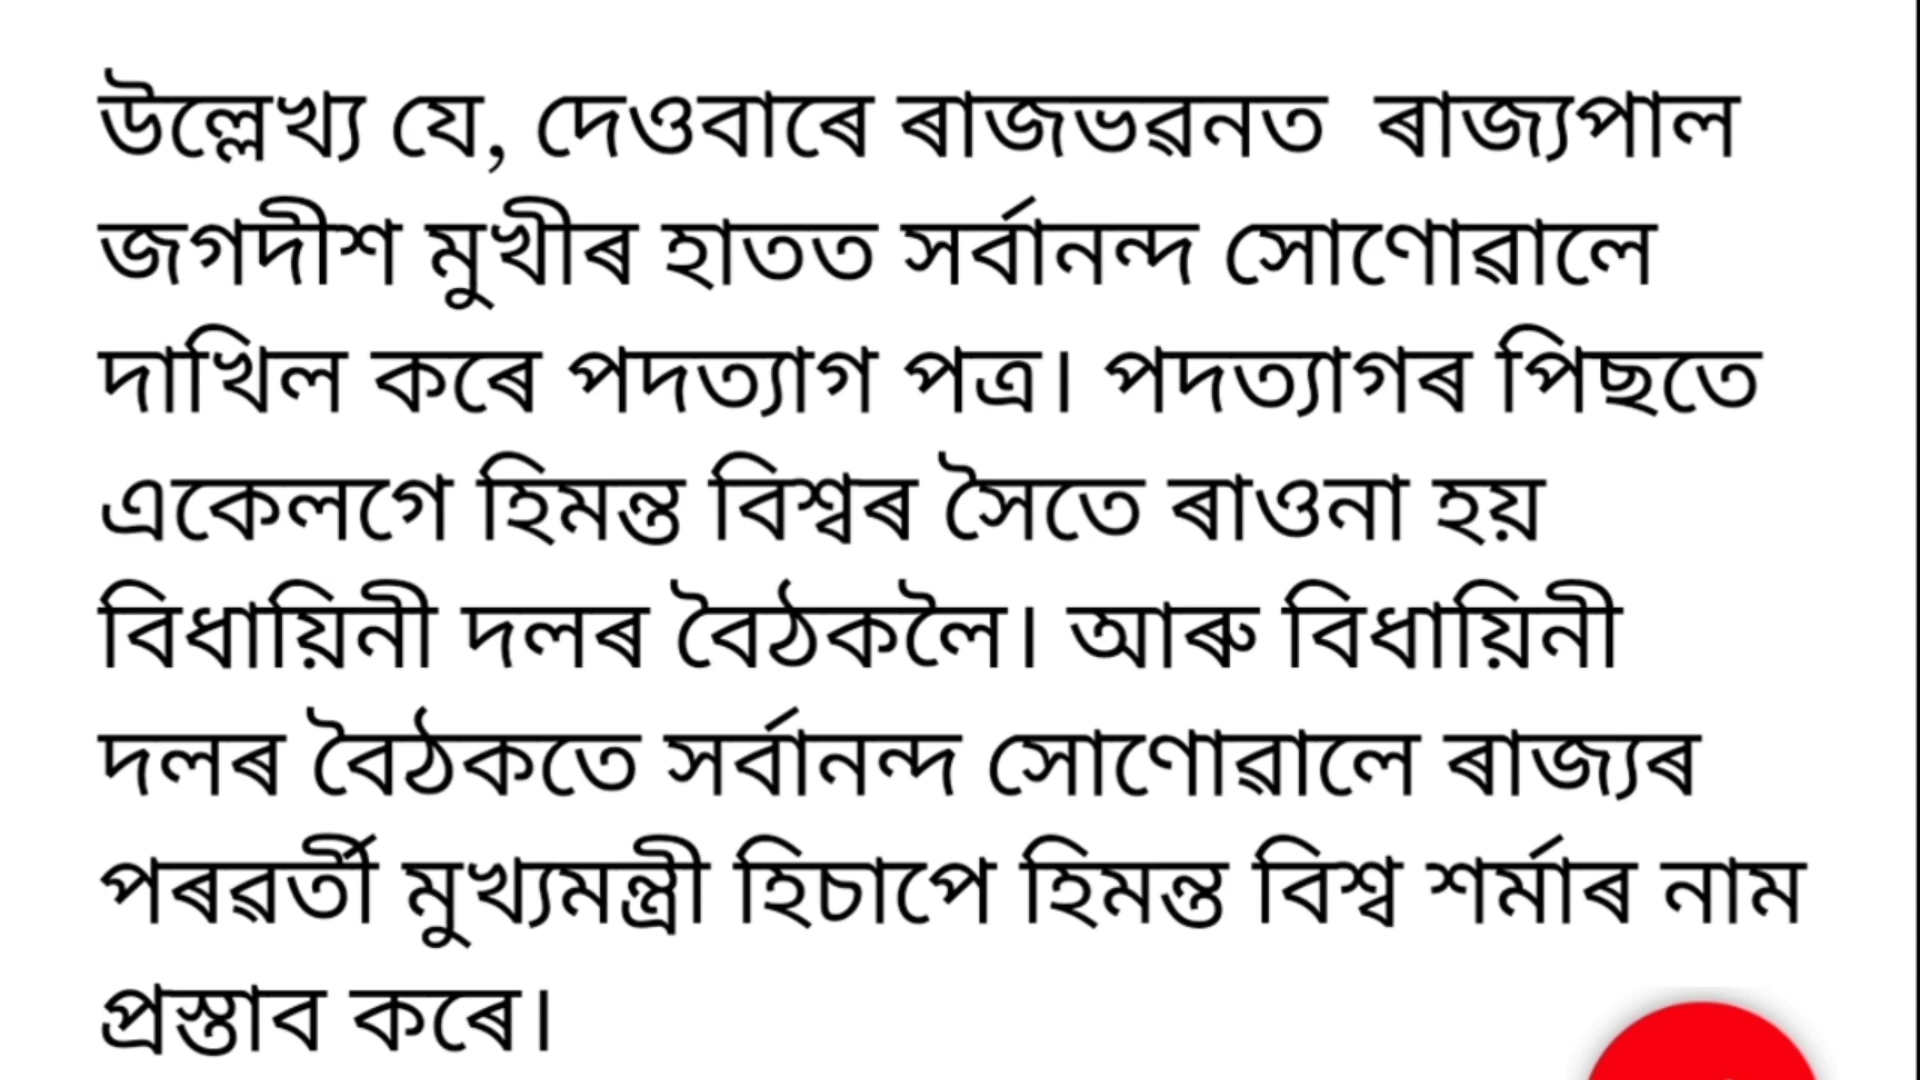 উল্লেখ্য যে, দেওবাৰে ৰাজভৱনত ৰাজ্যপাল
জগদীশ মুখীৰ হাতত সৰ্বানন্দ সোণোৱালে
দাখিল কৰে পদত্যাগ পত্ৰ। পদত্যাগৰ পিছতে
একেলগে হিমন্ত বিশ্বৰ সৈতে ৰাওনা হয়
বিধায়িনী দলৰ বৈঠকলৈ। আৰু বিধায়িনী
দলৰ বৈঠকতে সৰ্বানন্দ সোণোৱালে ৰাজ্যৰ
পৰৱৰ্তী মুখ্যমন্ত্ৰী হিচাপে হিমন্ত বিশ্ব শৰ্মাৰ নাম
প্ৰস্তাব কৰে।